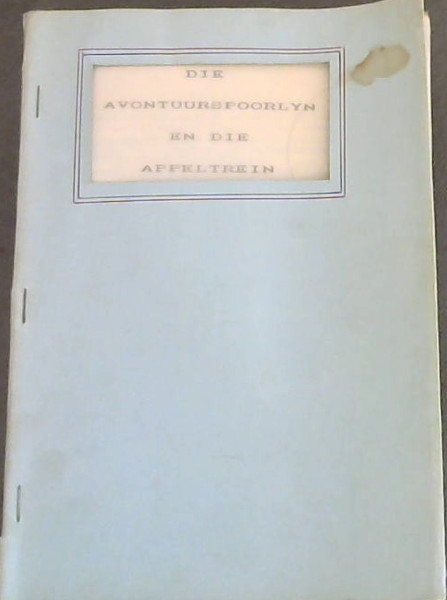 DIE
AVONTUURSPOORLYN
EN DIE
APPELTREIN